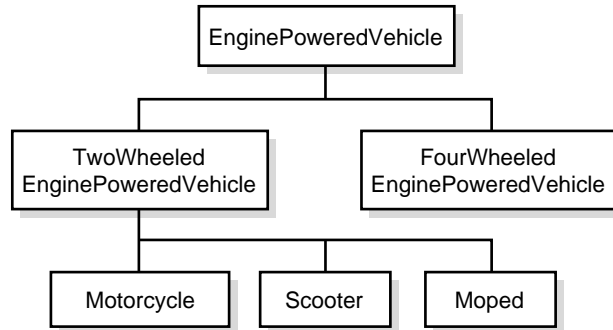 EnginePoweredVehicle
TwoWheeled
EnginePoweredVehicle
FourWheeled
EnginePoweredVehicle
Motorcycle
Scooter
Moped